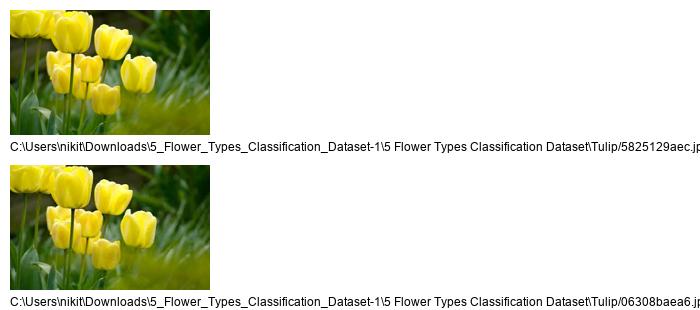 C:\Users\nikit\Downloads\5_Flower_Types_Classification_Dataset-1\5 Flower Types Classification Dataset\Tulip/5825129aec.jp
C:\Users\nikit\Downloads\5_Flower_Types_Classification_Dataset-1\5 Flower Types Classification Dataset\Tulip/06308baea6.jp